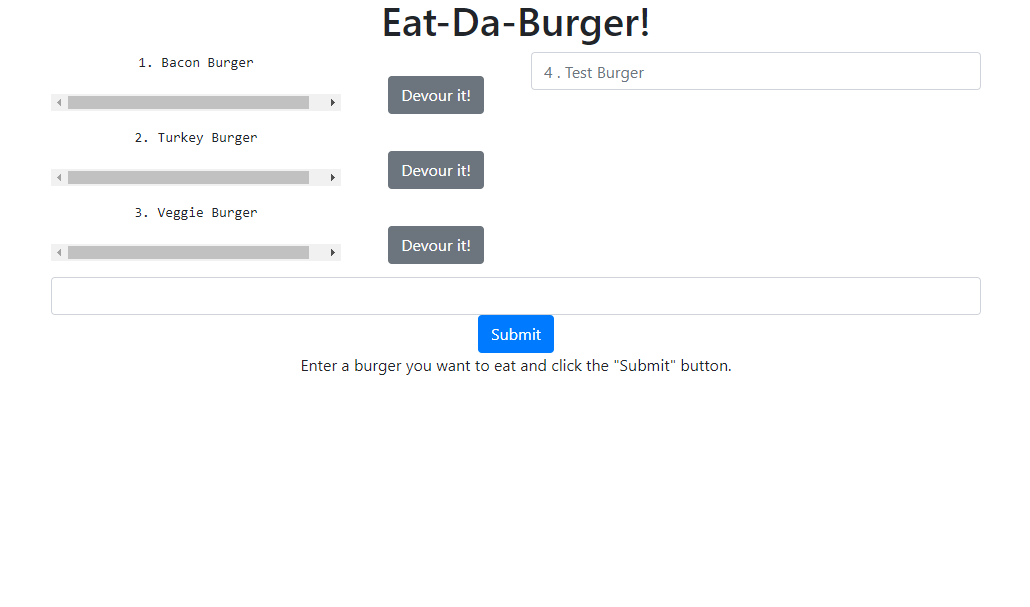 Eat-Da-Burger!
1. Bacon Burger
Devour it!
2. Turkey Burger
Devour it!
3. Veggie Burger
Devour it!
4 . Test Burger
Submit
Enter a burger you want to eat and click the "Submit" button.